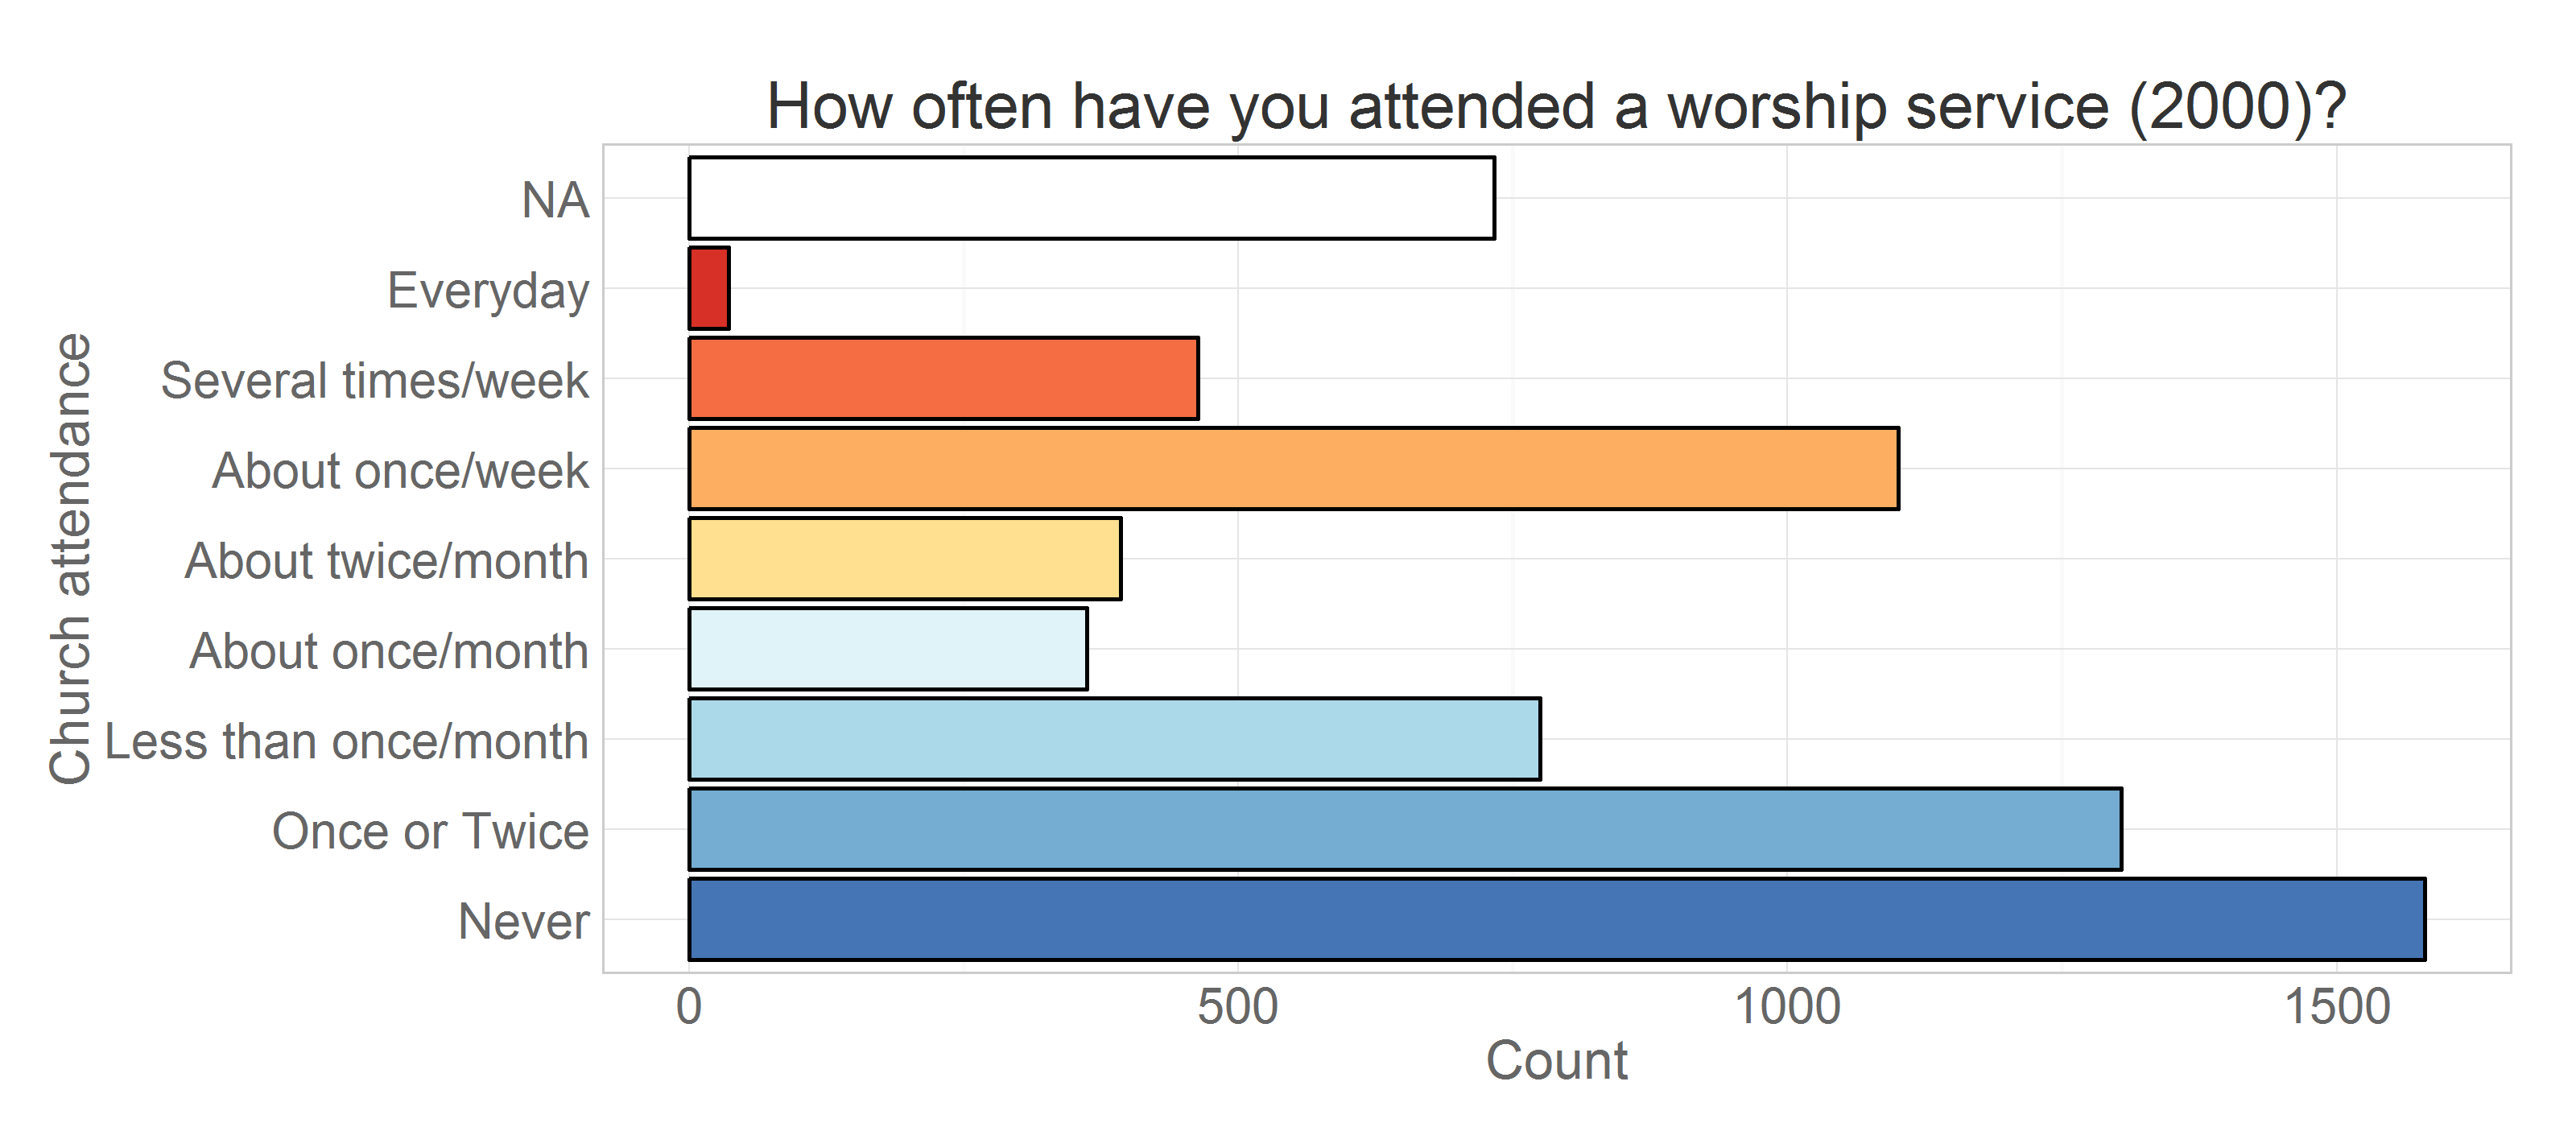 How often have you attended a worship service (2000)?
Church attendance
NA
Everyday
Several times/week
About once/week
About twice/month
About once/month
Less than once/month
Once or Twice
Never
0 500 1000 1500
Count